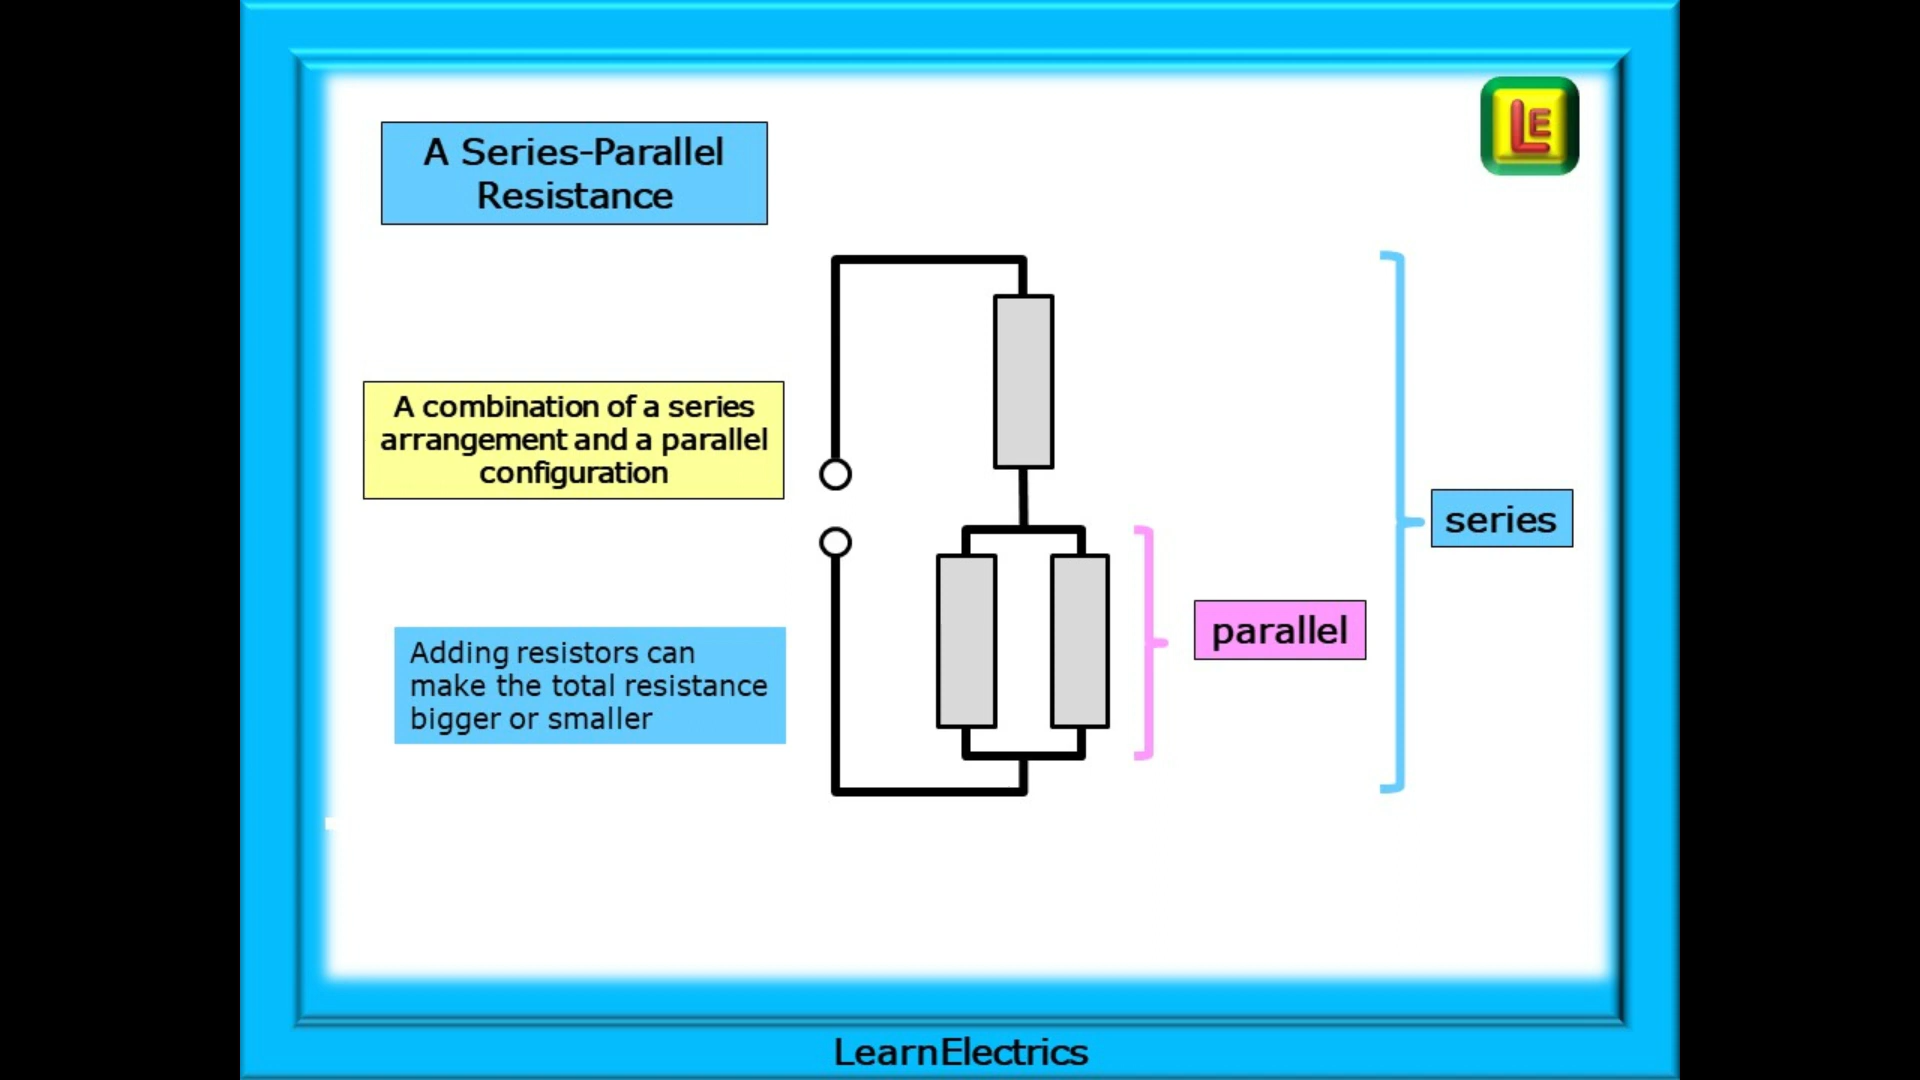 A Series-Parallel
Resistance
LE
A combination of a series
arrangement and a parallel
configuration
series
parallel
Adding resistors can
make the total resistance
bigger or smaller
LearnElectrics